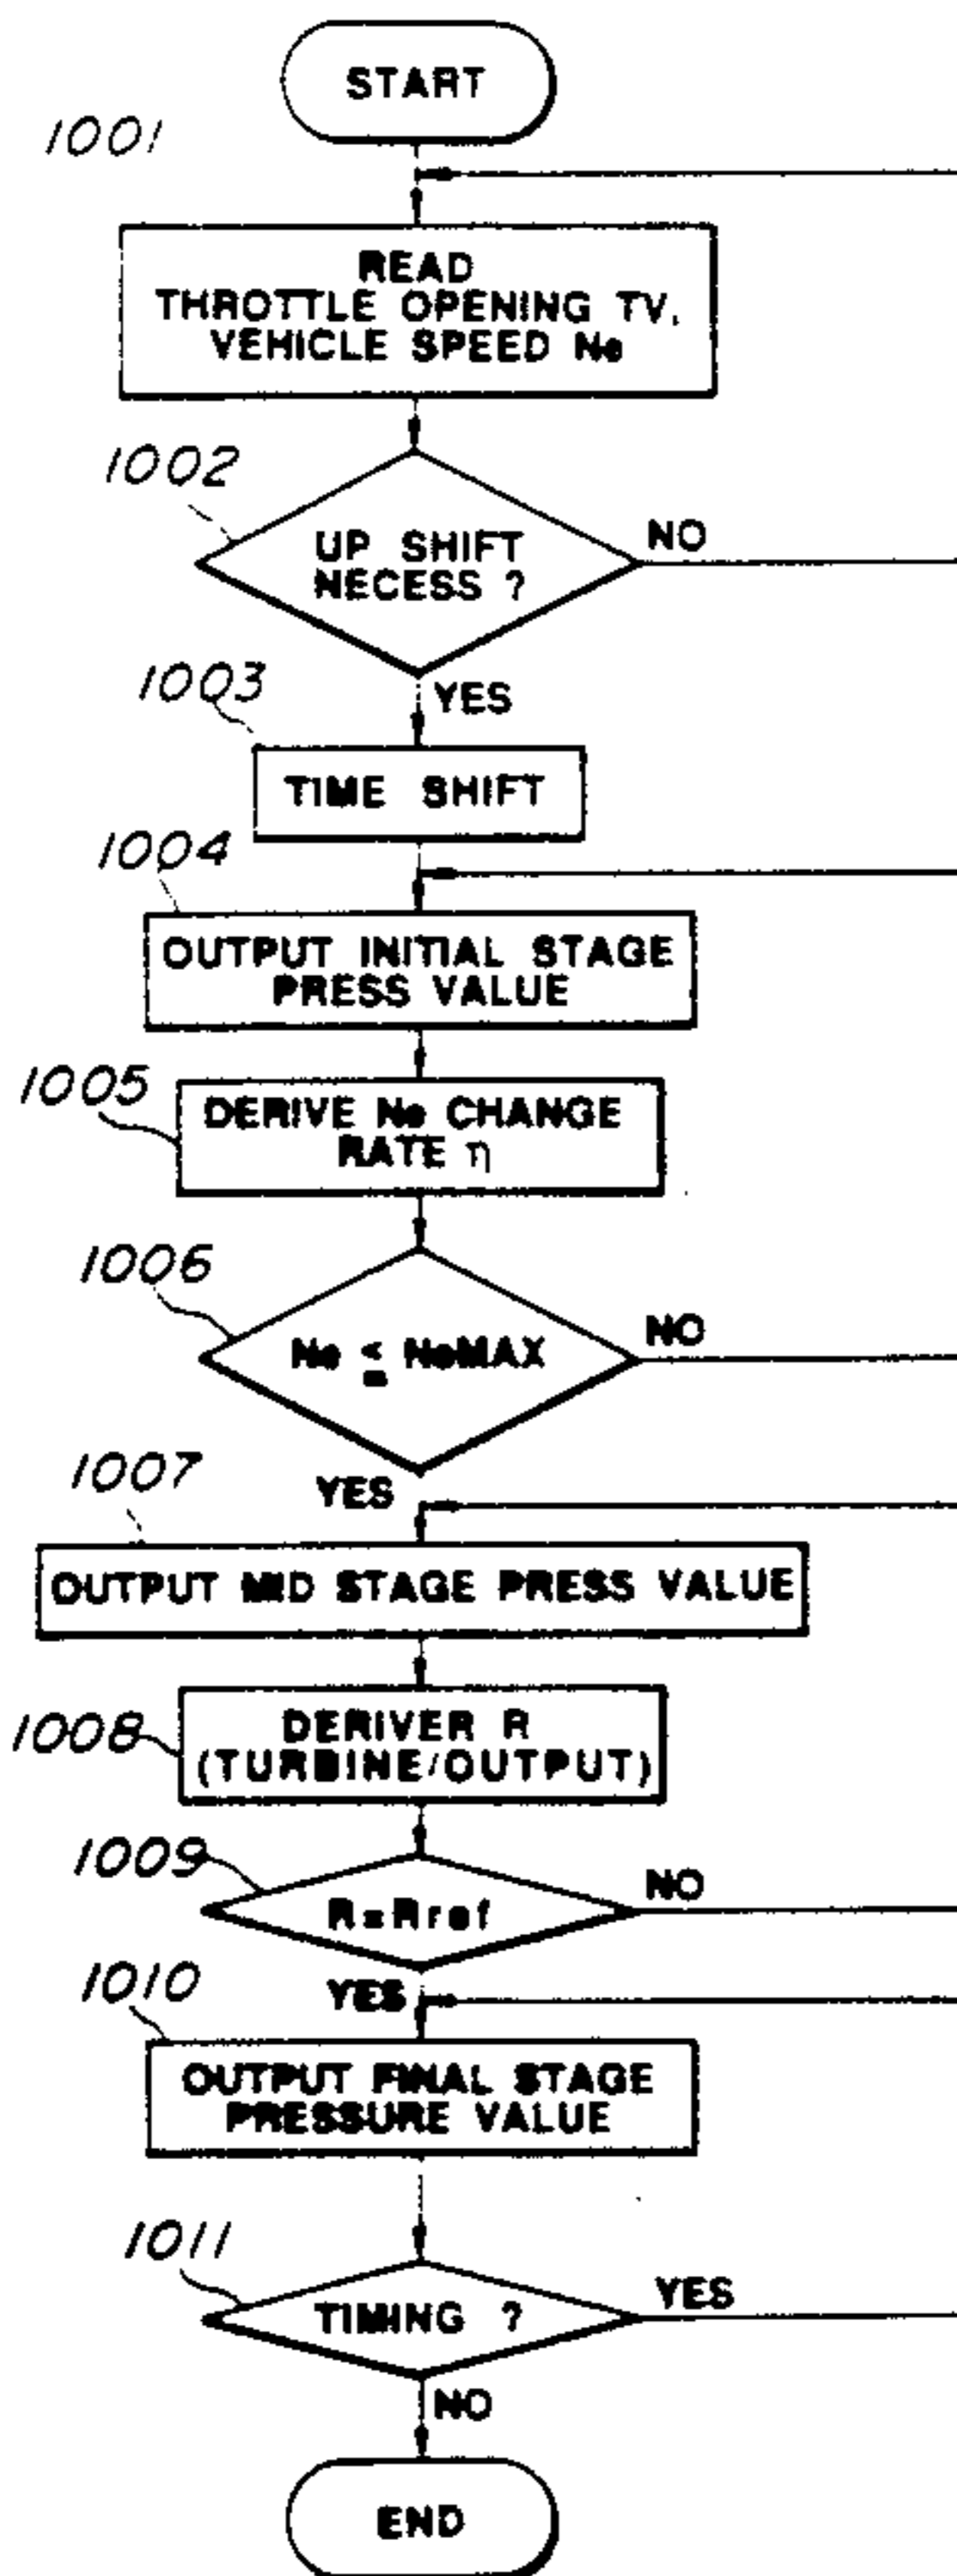 START
1001
READ
THROTTLE OPENING TV,
VEHICLE SPEED Ne
1002
UP SHIFT
NECESS ?
NO
YES
1003
TIME SHIFT
1004
OUTPUT INITIAL STAGE
PRESS VALUE
1005
DERIVE Ne CHANGE
RATE η
1006
Ne ≤ NeMAX
NO
YES
1007
OUTPUT MID STAGE PRESS VALUE
1008
DERIVER R
(TURBINE/OUTPUT)
1009
R=Rref
NO
YES
1010
OUTPUT FINAL STAGE
PRESSURE VALUE
1011
TIMING ?
YES
NO
END